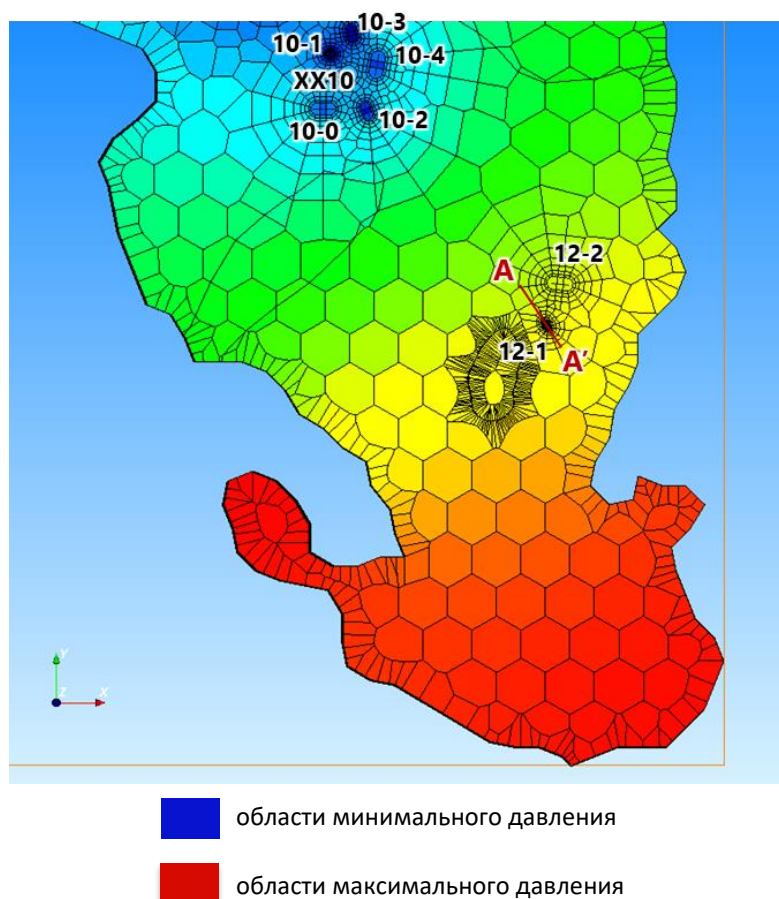 10-3
10-1
10-4
XX10
10-0
10-2
12-2
A
12-1
A'
Y
Z
X
области минимального давления
области максимального давления